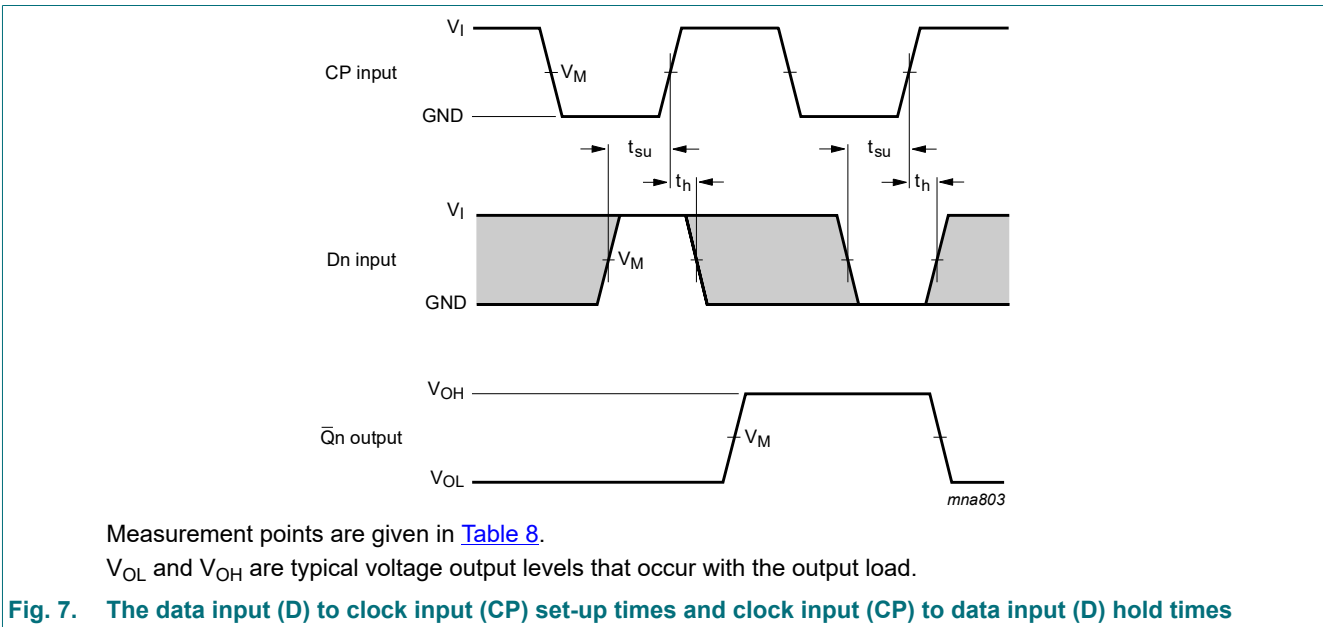 V_I
CP input
V_M
GND
t_su
t_su
t_h
t_h
V_I
Dn input
V_M
GND
V_OH
Q̅n output
V_M
V_OL
mna803
Measurement points are given in Table 8.
V_OL and V_OH are typical voltage output levels that occur with the output load.
Fig. 7. The data input (D) to clock input (CP) set-up times and clock input (CP) to data input (D) hold times